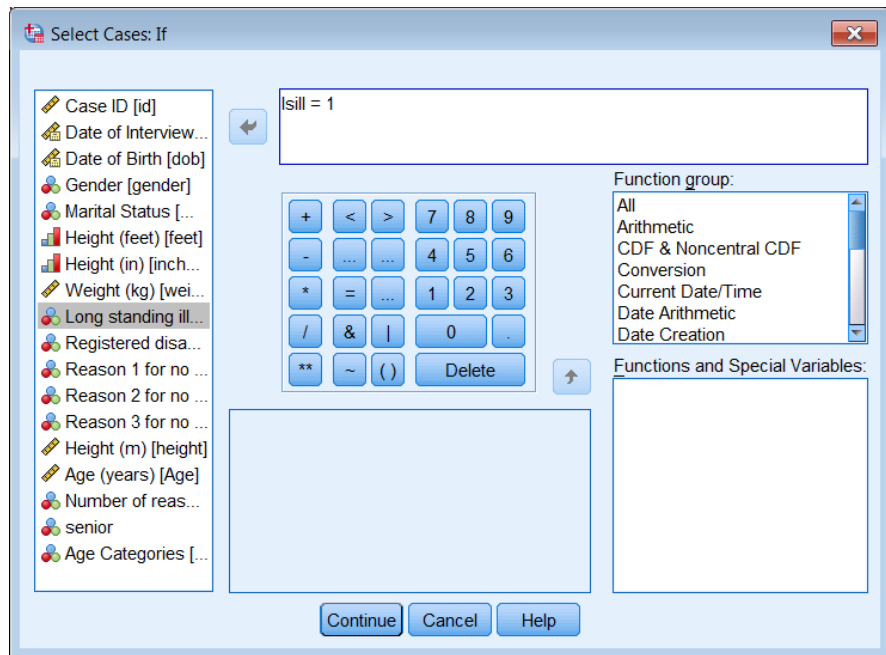 Select Cases: If
Case ID [id]
Date of Interview...
Date of Birth [dob]
Gender [gender]
Marital Status [...
Height (feet) [feet]
Height (in) [inch...
Weight (kg) [wei...
Long standing ill...
Registered disa...
Reason 1 for no ...
Reason 2 for no ...
Reason 3 for no ...
Height (m) [height]
Age (years) [Age]
Number of reas...
senior
Age Categories [...
lsill = 1
+ < > 7 8 9
- ... ... 4 5 6
* = ... 1 2 3
/ & | 0 .
** ~ ( ) Delete
Function group:
All
Arithmetic
CDF & Noncentral CDF
Conversion
Current Date/Time
Date Arithmetic
Date Creation
Functions and Special Variables:
Continue Cancel Help